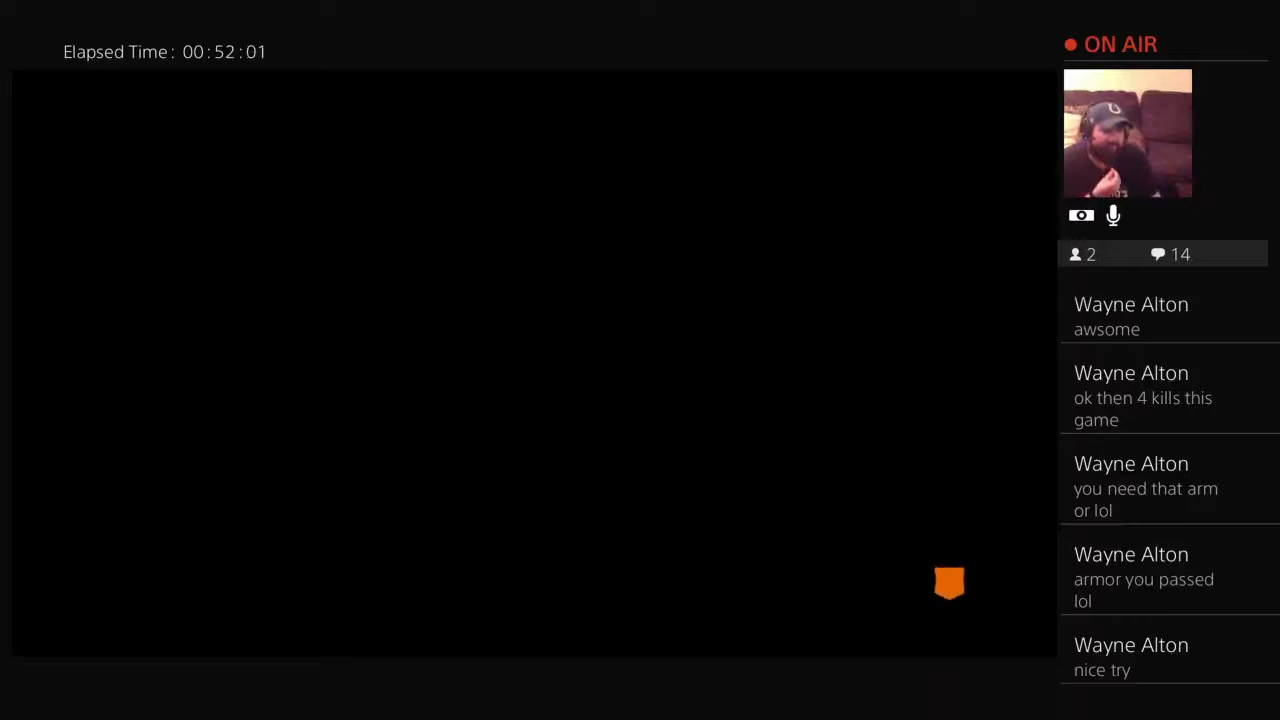 Elapsed Time: 00:52:01
ON AIR
2
14
Wayne Alton
awsome
Wayne Alton
ok then 4 kills this
game
Wayne Alton
you need that arm
or lol
Wayne Alton
armor you passed
lol
Wayne Alton
nice try